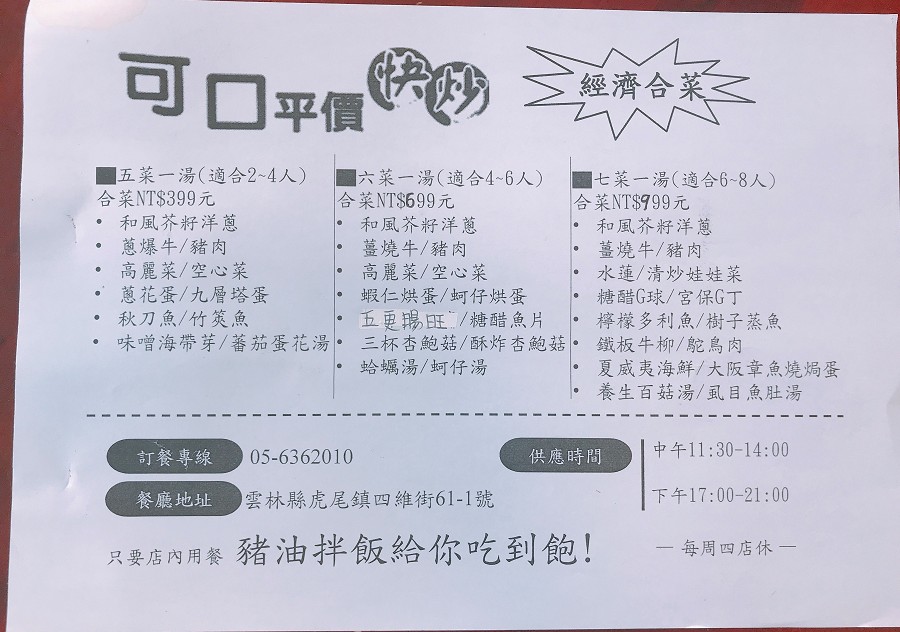 可口平價快炒
經濟合菜
■五菜一湯(適合2~4人)
合菜NT$399元
• 和風芥籽洋蔥
• 蔥爆牛/豬肉
• 高麗菜/空心菜
• 蔥花蛋/九層塔蛋
• 秋刀魚/竹筴魚
• 味噌海帶芽/蕃茄蛋花湯
■六菜一湯(適合4~6人)
合菜NT$699元
• 和風芥籽洋蔥
• 薑燒牛/豬肉
• 高麗菜/空心菜
• 蝦仁烘蛋/蚵仔烘蛋
• 五更腸旺/糖醋魚片
• 三杯杏鮑菇/酥炸杏鮑菇
• 蛤蠣湯/蚵仔湯
■七菜一湯(適合6~8人)
合菜NT$999元
• 和風芥籽洋蔥
• 薑燒牛/豬肉
• 水蓮/清炒娃娃菜
• 糖醋G球/宮保G丁
• 檸檬多利魚/樹子蒸魚
• 鐵板牛柳/鴕鳥肉
• 夏威夷海鮮/大阪章魚燒焗蛋
• 養生百菇湯/虱目魚肚湯
訂餐專線 05-6362010
餐廳地址 雲林縣虎尾鎮四維街61-1號
供應時間
中午11:30-14:00
下午17:00-21:00
只要店內用餐 豬油拌飯給你吃到飽!
— 每周四店休 —